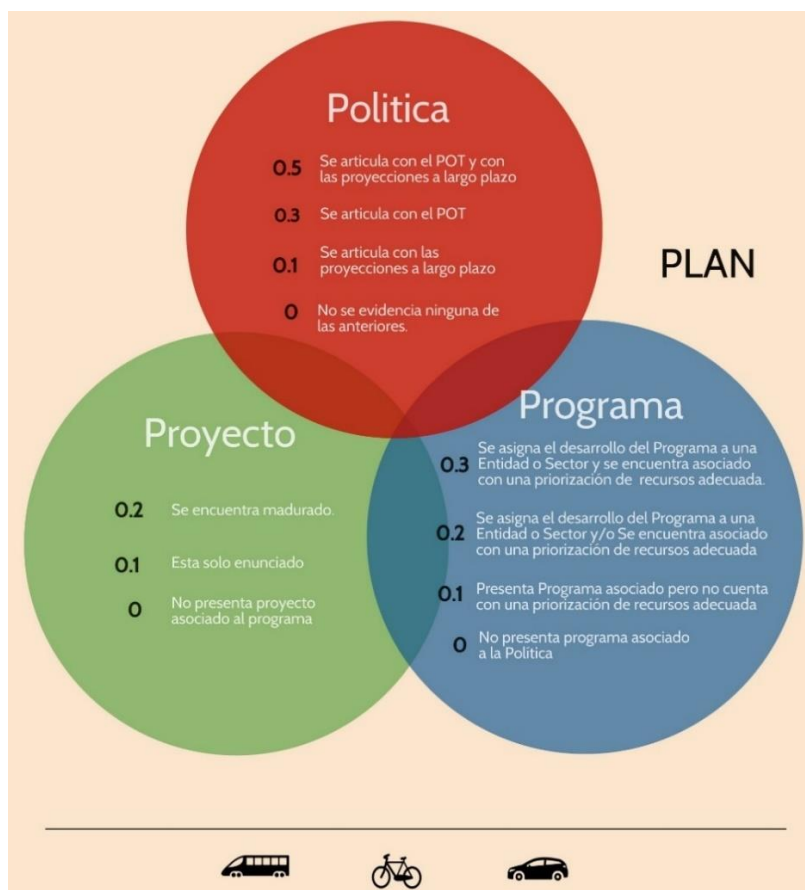 Politica
0.5 Se articula con el POT y con
las proyecciones a largo plazo
0.3 Se articula con el POT
0.1 Se articula con las
proyecciones a largo plazo
0 No se evidencia ninguna de
las anteriores.
PLAN
Proyecto
0.2 Se encuentra madurado.
0.1 Esta solo enunciado
0 No presenta proyecto
asociado al programa
Programa
0.3 Se asigna el desarrollo del Programa a una
Entidad o Sector y se encuentra asociado
con una priorización de recursos adecuada.
0.2 Se asigna el desarrollo del Programa a una
Entidad o Sector y/o Se encuentra asociado
con una priorización de recursos adecuada
0.1 Presenta Programa asociado pero no cuenta
con una priorización de recursos adecuada
0 No presenta programa asociado
a la Política